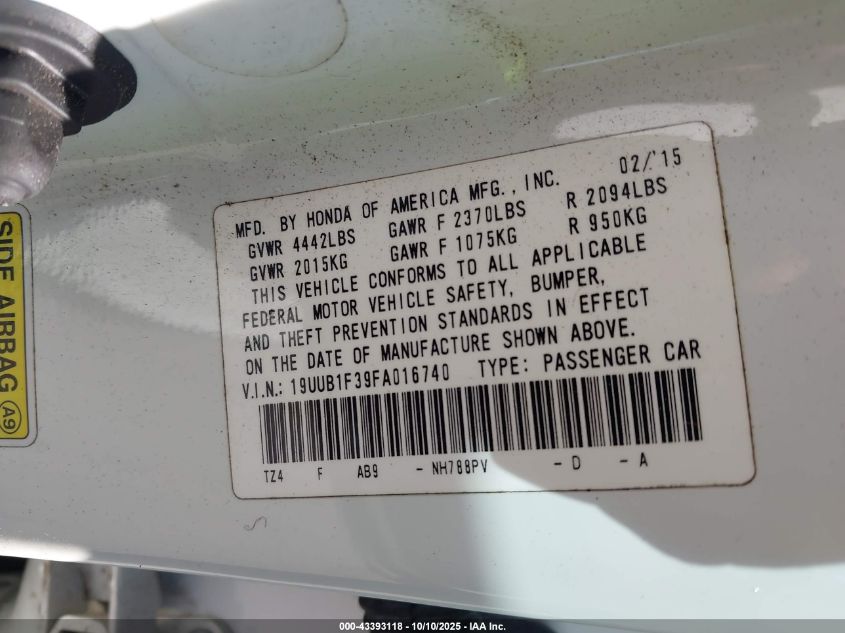 MFD. BY HONDA OF AMERICA MFG., INC. 02/'15
GVWR 4442LBS GAWR F 2370LBS R 2094LBS
GVWR 2015KG GAWR F 1075KG R 950KG
THIS VEHICLE CONFORMS TO ALL APPLICABLE
FEDERAL MOTOR VEHICLE SAFETY, BUMPER,
AND THEFT PREVENTION STANDARDS IN EFFECT
ON THE DATE OF MANUFACTURE SHOWN ABOVE.
V.I.N.: 19UUB1F39FA016740 TYPE: PASSENGER CAR
TZ4 F AB9 - NH788PV - D - A
SIDE AIRBAG A9
000-43393118 - 10/10/2025 - IAA Inc.